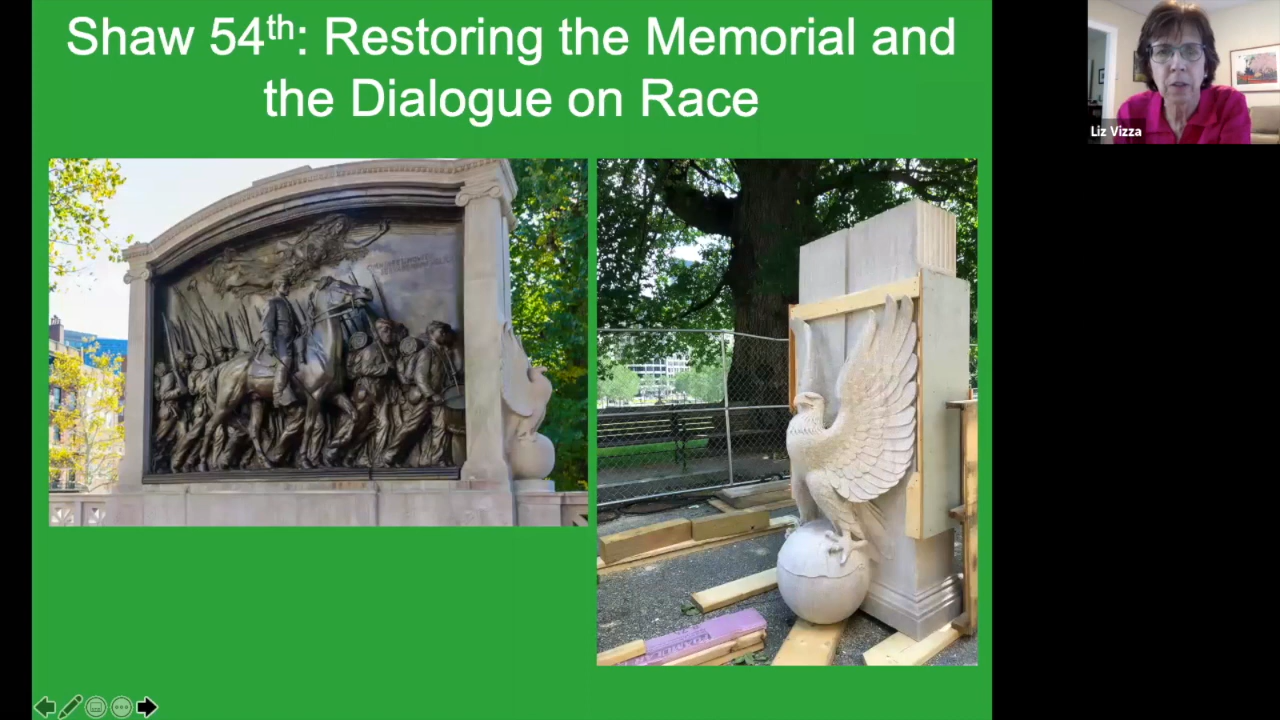 Shaw 54th: Restoring the Memorial and
the Dialogue on Race
Liz Vizza